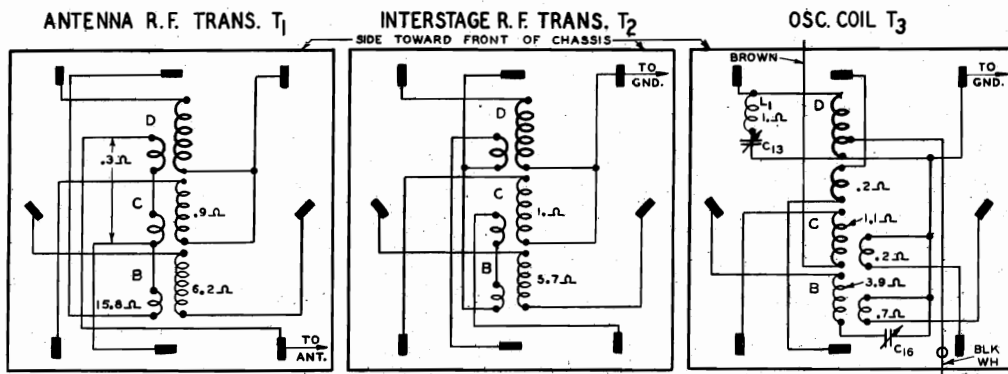 ANTENNA R.F. TRANS. T1
INTERSTAGE R.F. TRANS. T2
OSC. COIL T3
SIDE TOWARD FRONT OF CHASSIS
D
.3Ω
C
.9Ω
B
6.2Ω
15.8Ω
TO
ANT.
TO
GND.
D
C
1.Ω
B
5.7Ω
BROWN
TO
GND.
L1
1.Ω
D
C13
.2Ω
C
1.1Ω
.2Ω
B
3.9Ω
.7Ω
C16
BLK
WH